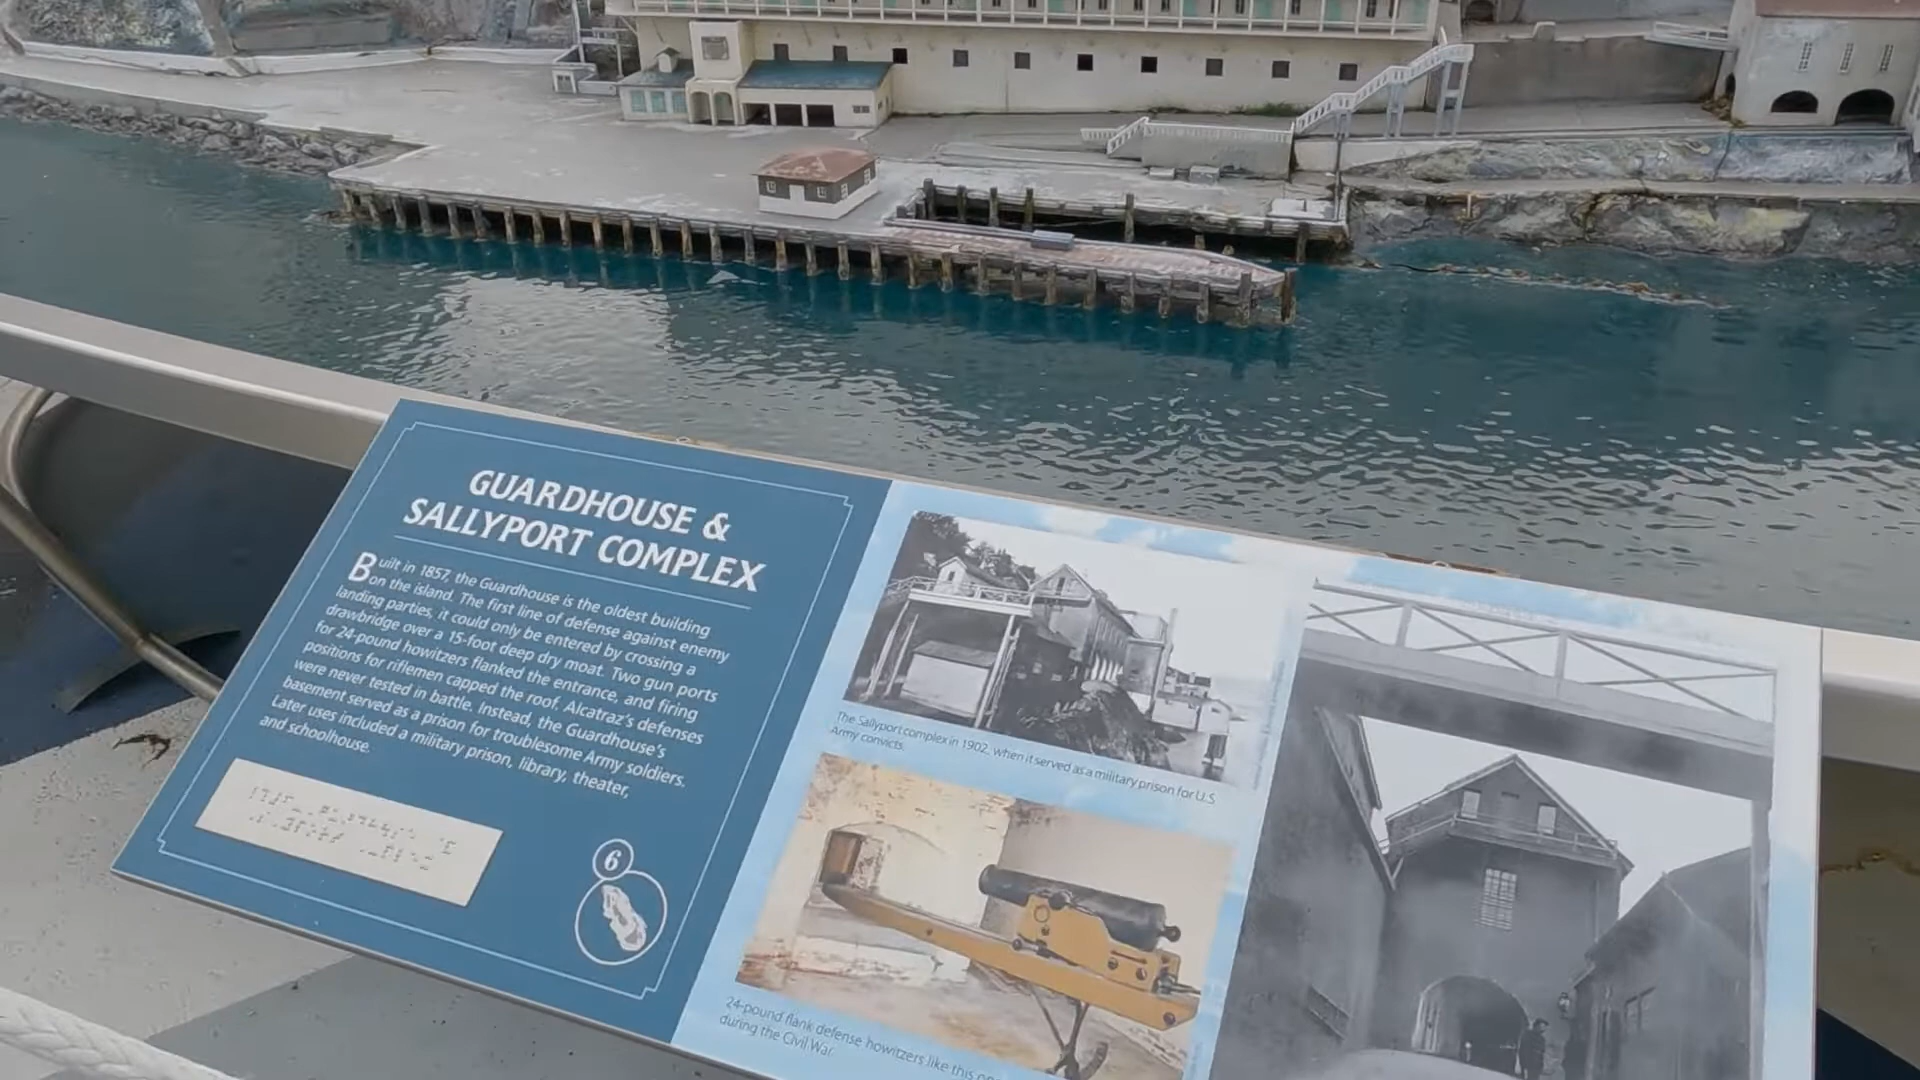 GUARDHOUSE &
SALLYPORT COMPLEX
Built in 1857, the Guardhouse is the oldest building
on the island. The first line of defense against enemy
landing parties, it could only be entered by crossing a
drawbridge over a 15-foot deep dry moat. Two gun ports
for 24-pound howitzers flanked the entrance, and firing
positions for riflemen capped the roof. Alcatraz's defenses
were never tested in battle. Instead, the Guardhouse's
basement served as a prison for troublesome Army soldiers.
Later uses included a military prison, library, theater,
and schoolhouse.
6
The Sallyport complex in 1902, when it served as a military prison for U.S.
Army convicts.
24-pound flank defense howitzers like this
during the Civil War